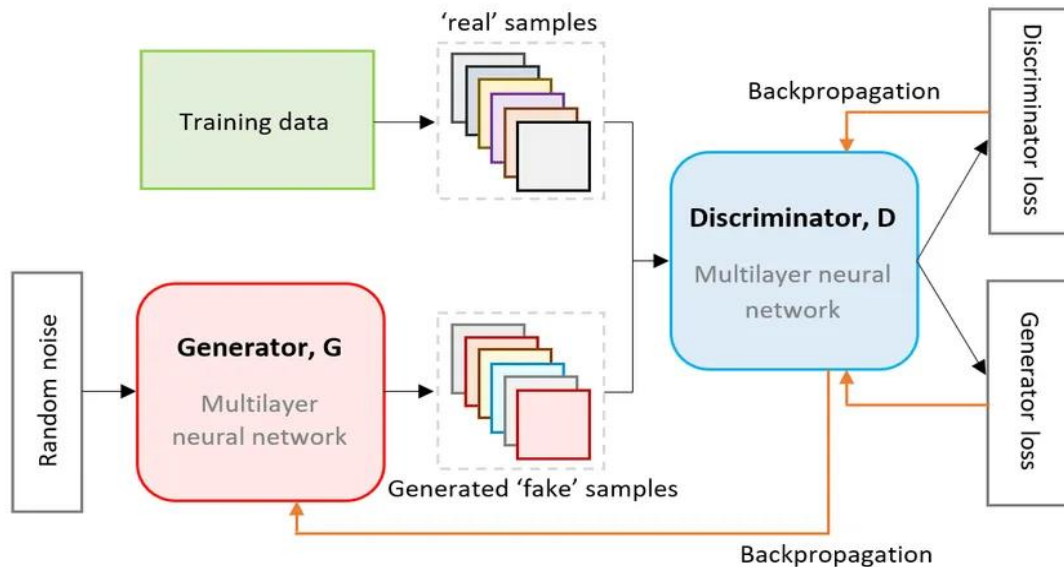 'real' samples
Training data
Backpropagation
Discriminator loss
Discriminator, D
Multilayer neural
network
Random noise
Generator, G
Multilayer
neural network
Generated 'fake' samples
Generator loss
Backpropagation